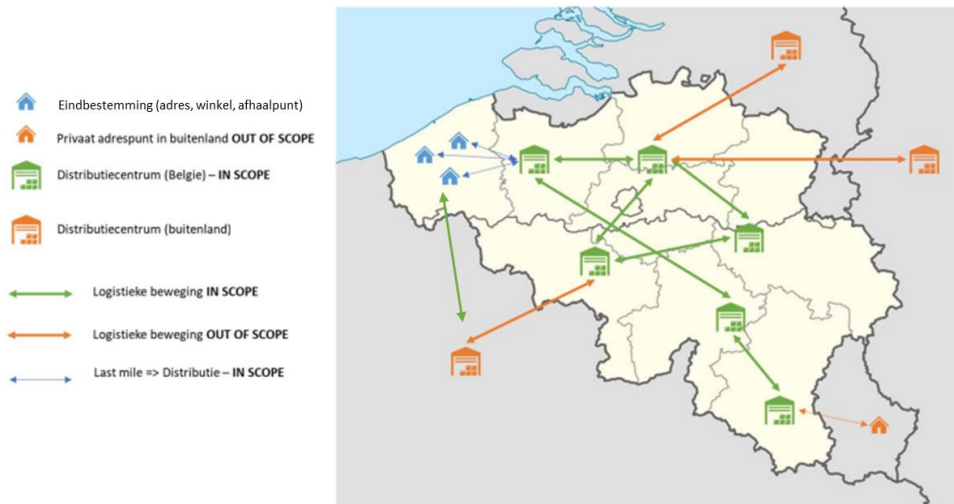 Eindbestemming (adres, winkel, afhaalpunt)
Privaat adrespunt in buitenland OUT OF SCOPE
Distributiecentrum (Belgie) – IN SCOPE
Distributiecentrum (buitenland)
Logistieke beweging IN SCOPE
Logistieke beweging OUT OF SCOPE
Last mile => Distributie – IN SCOPE